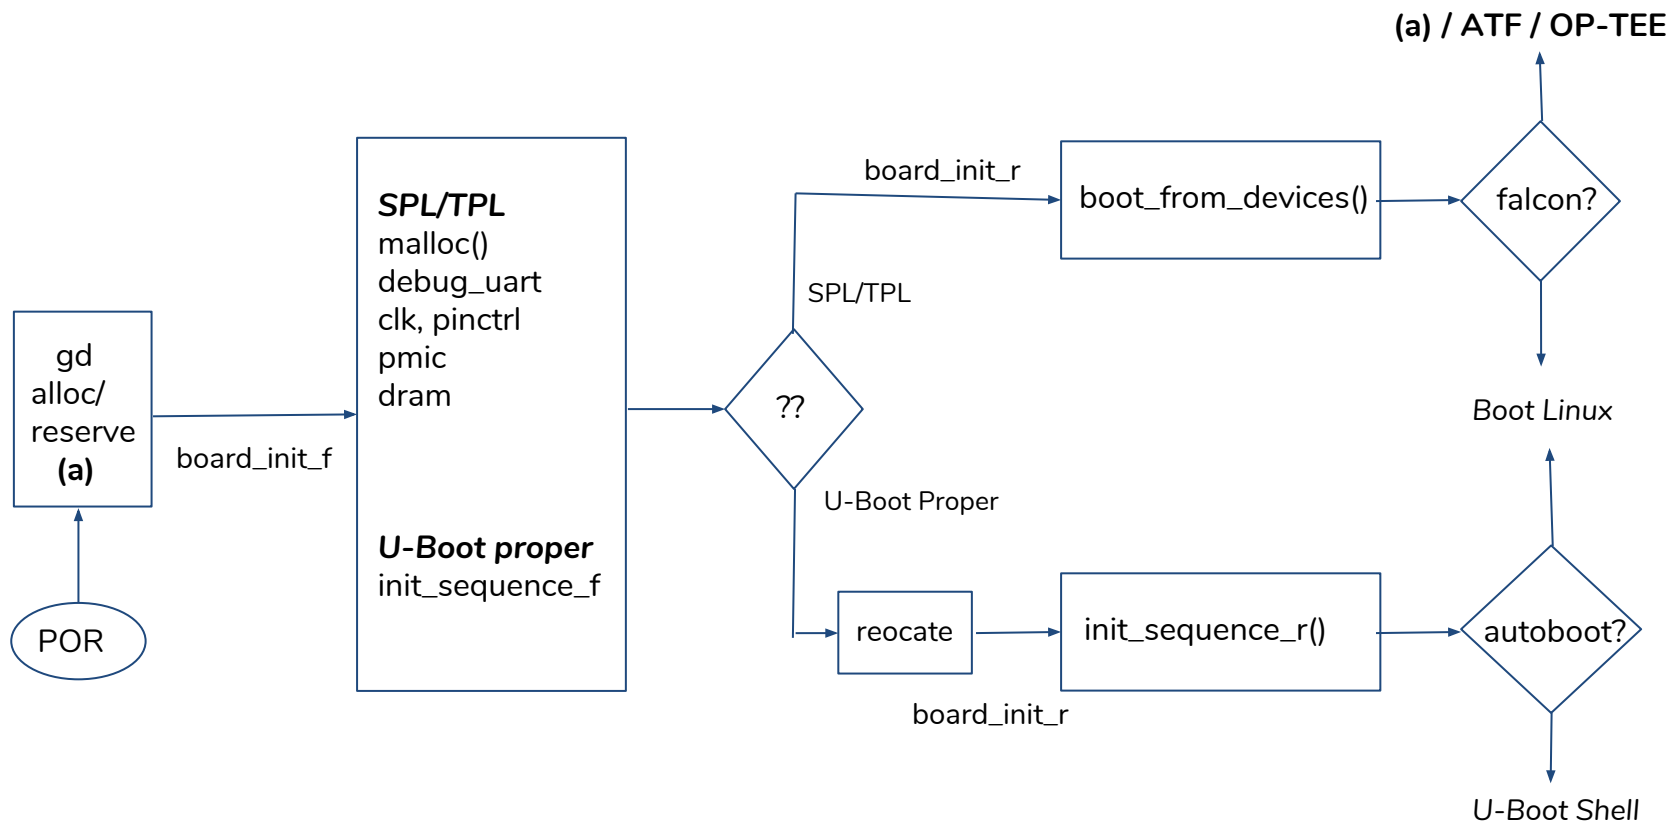 (a) / ATF / OP-TEE
board_init_r
boot_from_devices()
falcon?
SPL/TPL
malloc()
debug_uart
clk, pinctrl
pmic
dram
SPL/TPL
gd
alloc/
reserve
(a)
board_init_f
??
Boot Linux
U-Boot Proper
U-Boot proper
init_sequence_f
POR
reocate
init_sequence_r()
autoboot?
board_init_r
U-Boot Shell